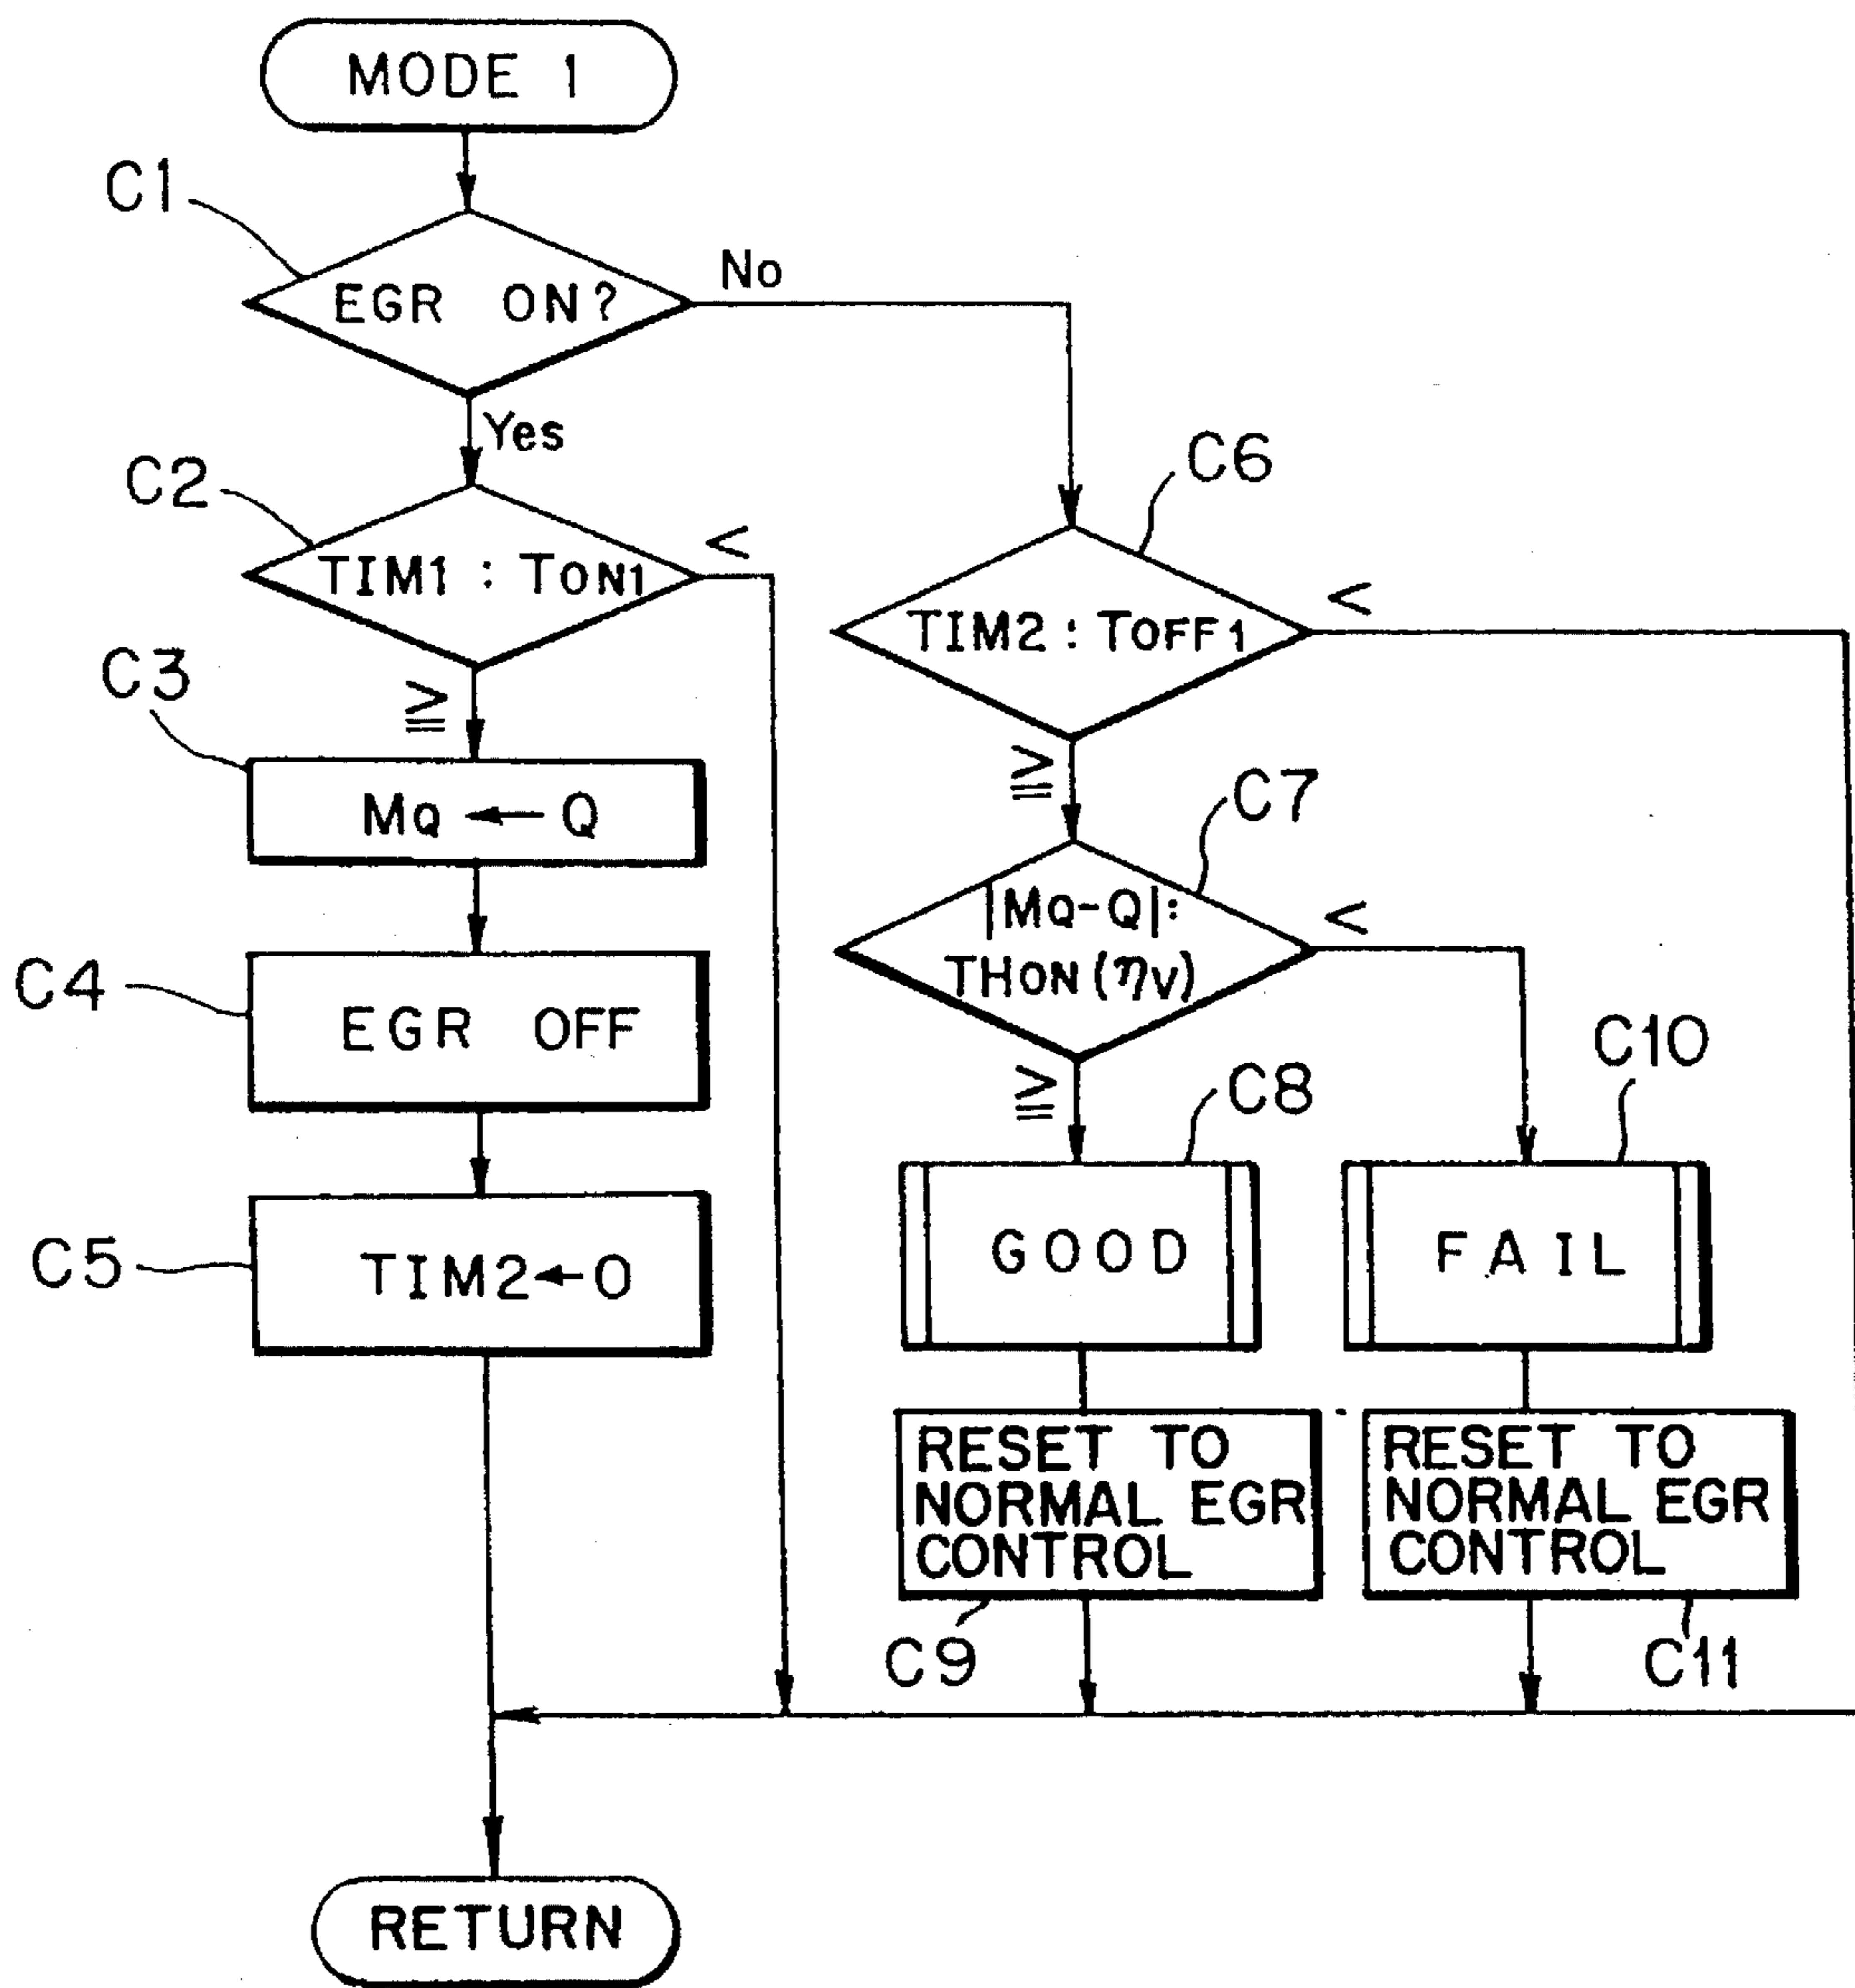 MODE 1
C1
EGR ON?
No
Yes
C2
TIM1 : TON1
<
≧
C3
MQ ← Q
C4
EGR OFF
C5
TIM2 ← 0
C6
TIM2 : TOFF1
<
≧
C7
|MQ-Q|:
THON (ηv)
<
≧
C8
GOOD
C10
FAIL
RESET TO
NORMAL EGR
CONTROL
C9
RESET TO
NORMAL EGR
CONTROL
C11
RETURN